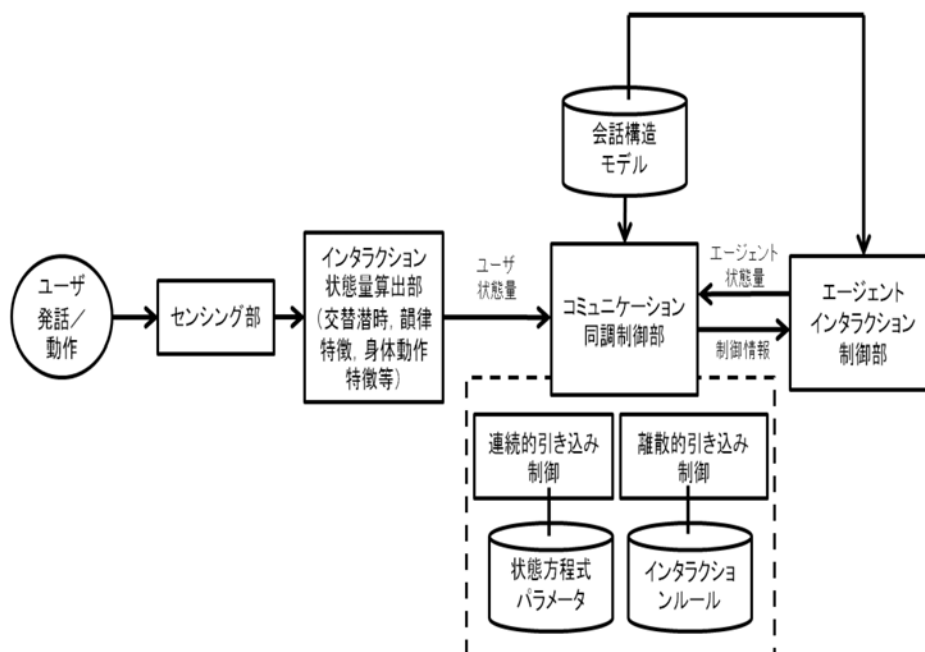 会話構造
モデル
ユーザ
発話／
動作
センシング部
インタラクション
状態量算出部
(交替潜時, 韻律
特徴, 身体動作
特徴等)
ユーザ
状態量
コミュニケーション
同調制御部
エージェント
状態量
制御情報
エージェント
インタラクション
制御部
連続的引き込み
制御
離散的引き込み
制御
状態方程式
パラメータ
インタラクショ
ンルール